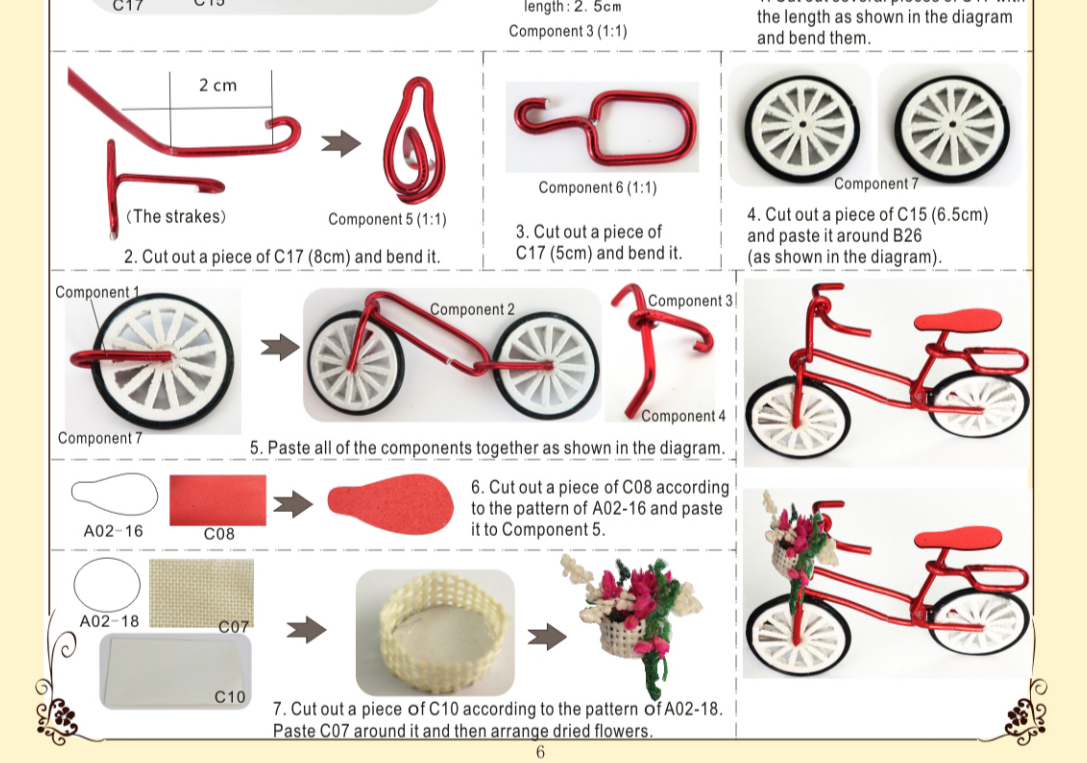 C17
C15
length: 2. 5cm
Component 3 (1:1)
the length as shown in the diagram
and bend them.
2 cm
(The strakes)
Component 5 (1:1)
2. Cut out a piece of C17 (8cm) and bend it.
Component 6 (1:1)
3. Cut out a piece of
C17 (5cm) and bend it.
Component 7
4. Cut out a piece of C15 (6.5cm)
and paste it around B26
(as shown in the diagram).
Component 1
Component 7
Component 2
Component 3
Component 4
5. Paste all of the components together as shown in the diagram.
A02-16
C08
6. Cut out a piece of C08 according
to the pattern of A02-16 and paste
it to Component 5.
A02-18
C07
C10
7. Cut out a piece of C10 according to the pattern of A02-18.
Paste C07 around it and then arrange dried flowers.
6